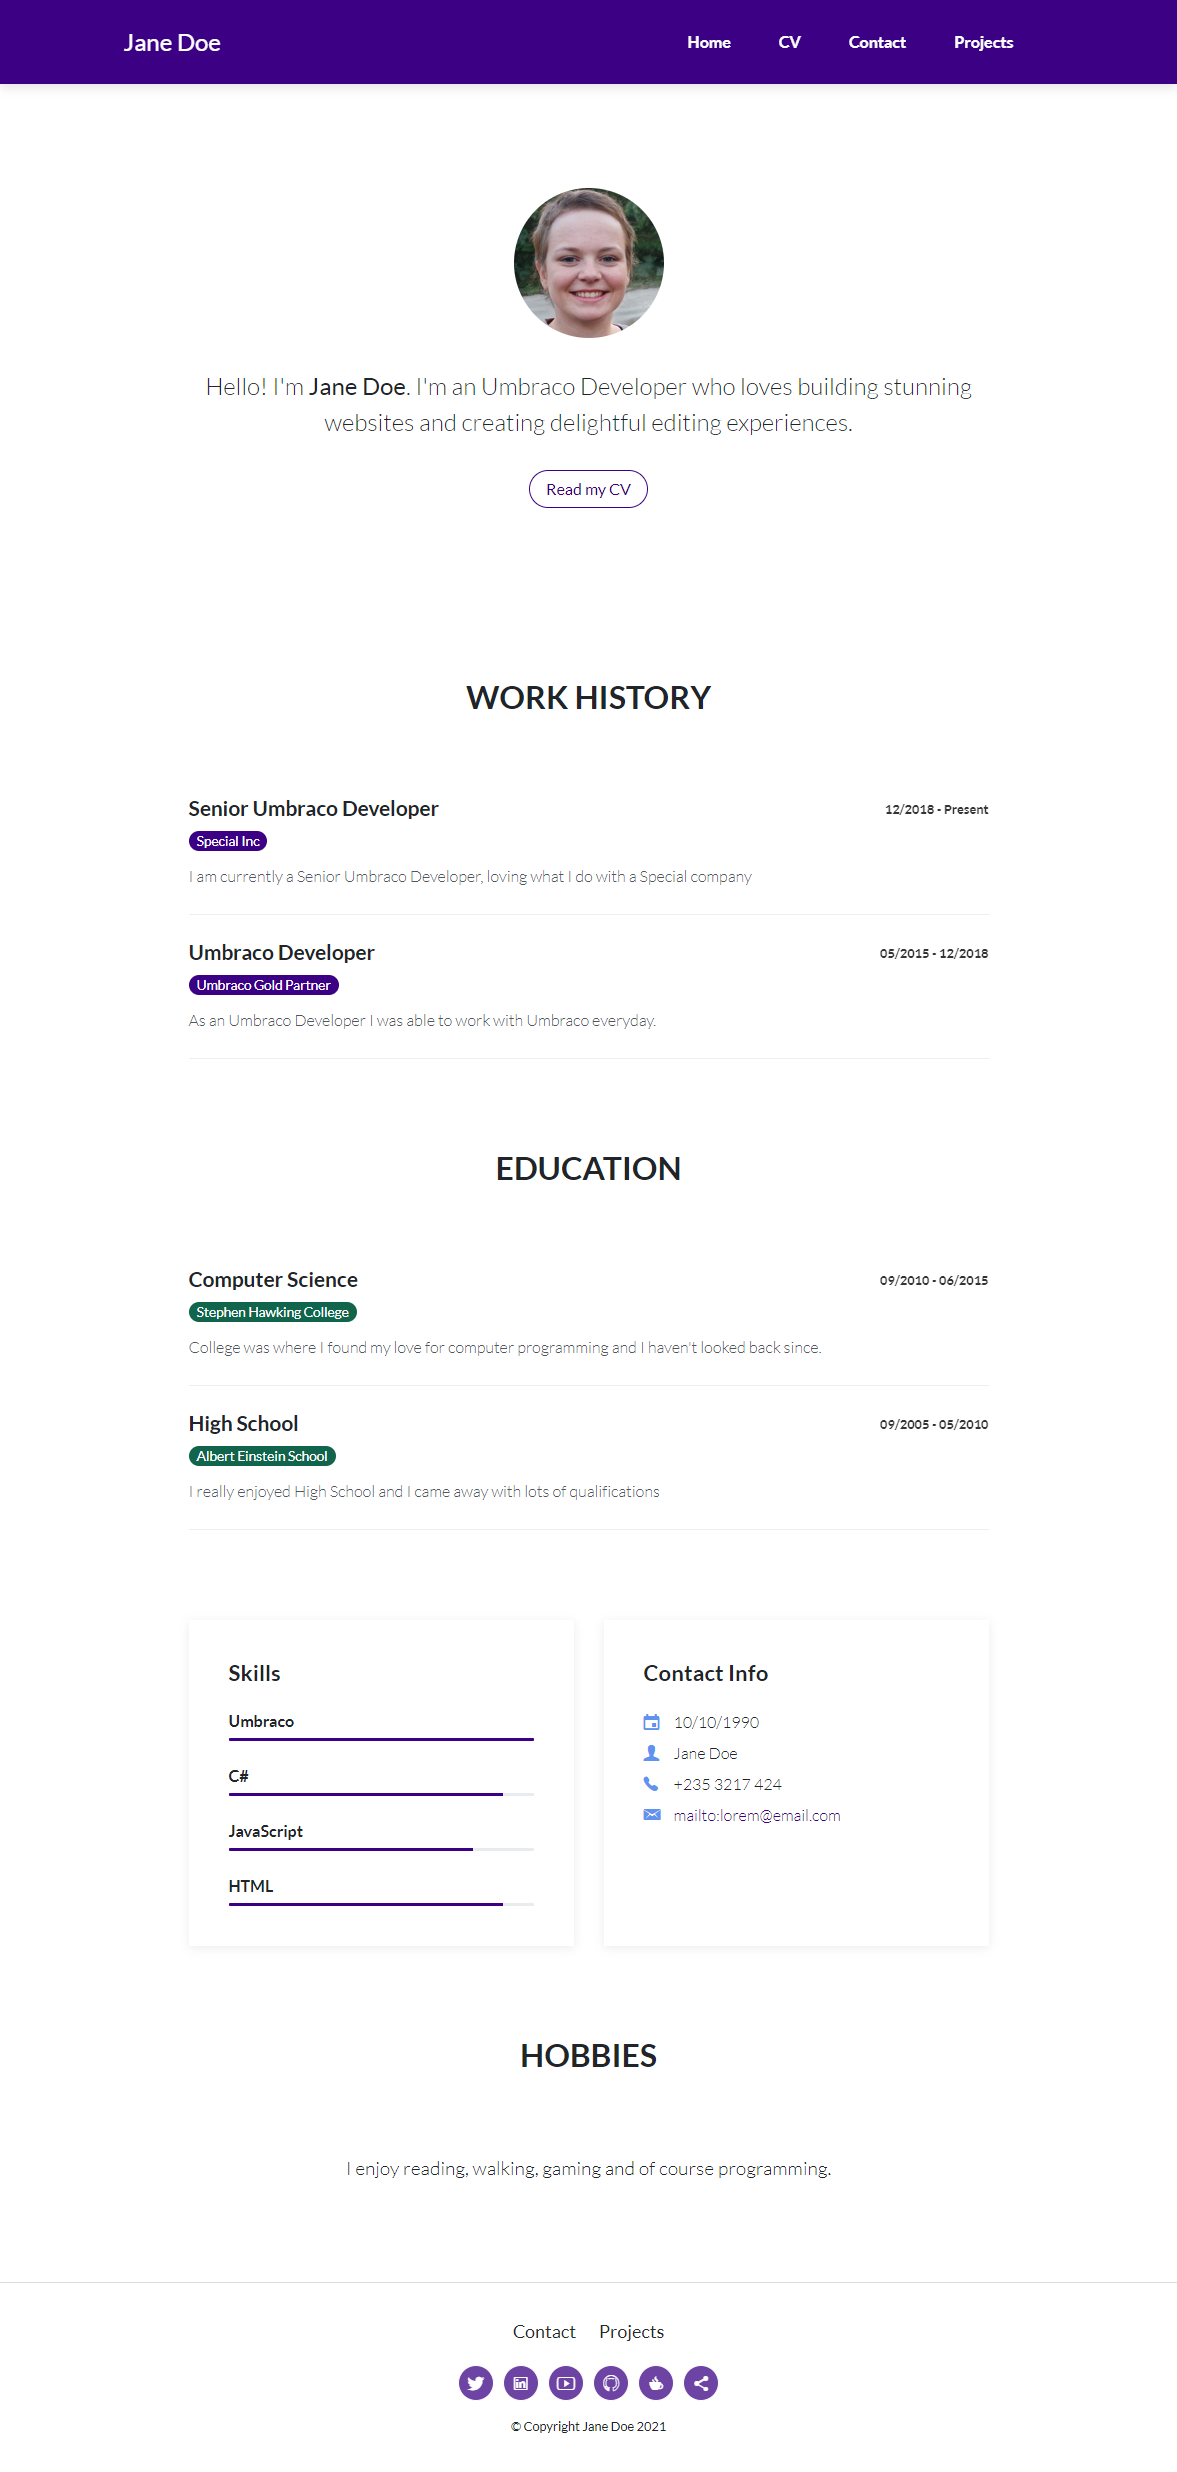 Jane Doe
Home CV Contact Projects
Hello! I'm Jane Doe. I'm an Umbraco Developer who loves building stunning
websites and creating delightful editing experiences.
Read my CV
WORK HISTORY
Senior Umbraco Developer
12/2018 - Present
Special Inc
I am currently a Senior Umbraco Developer, loving what I do with a Special company
Umbraco Developer
05/2015 - 12/2018
Umbraco Gold Partner
As an Umbraco Developer I was able to work with Umbraco everyday.
EDUCATION
Computer Science
09/2010 - 06/2015
Stephen Hawking College
College was where I found my love for computer programming and I haven't looked back since.
High School
09/2005 - 05/2010
Albert Einstein School
I really enjoyed High School and I came away with lots of qualifications
Skills
Umbraco
C#
JavaScript
HTML
Contact Info
10/10/1990
Jane Doe
+235 3217 424
mailto:lorem@email.com
HOBBIES
I enjoy reading, walking, gaming and of course programming.
Contact Projects
© Copyright Jane Doe 2021